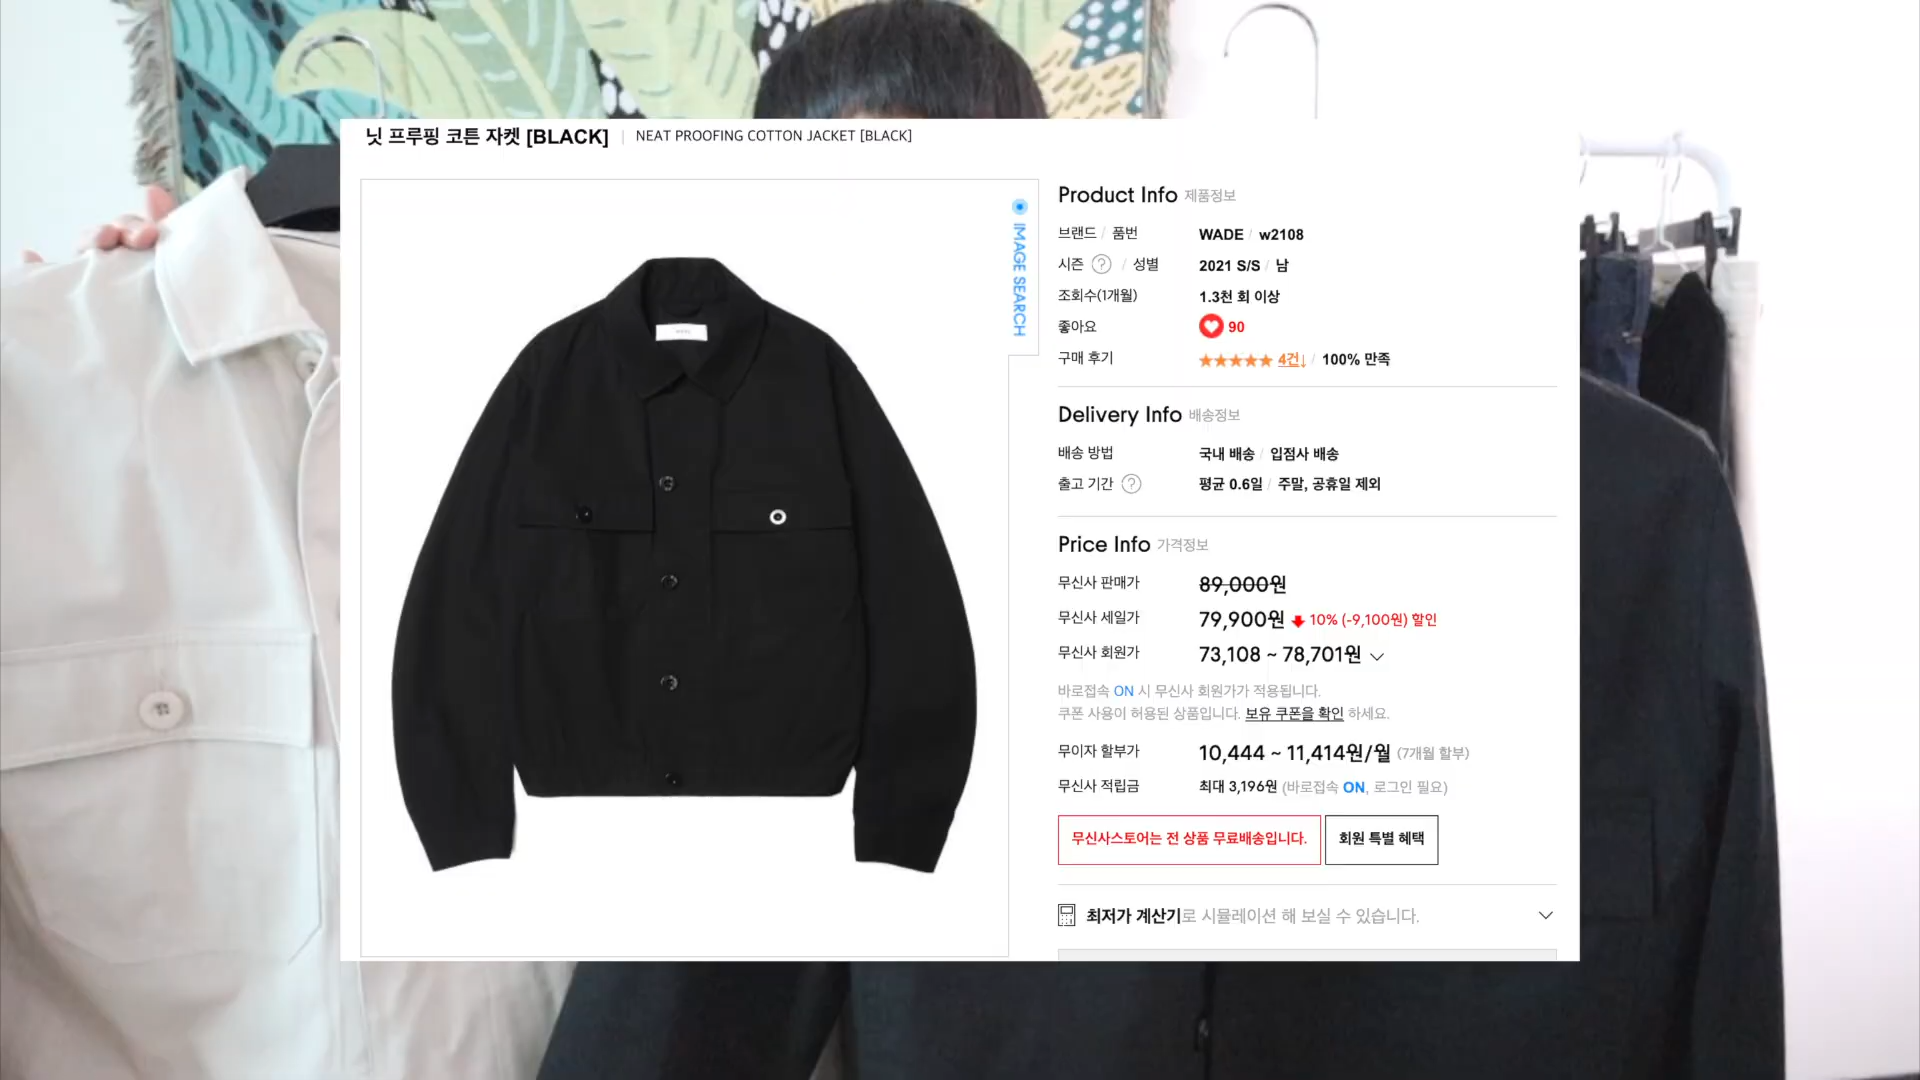 닛 프루핑 코튼 자켓 [BLACK] | NEAT PROOFING COTTON JACKET [BLACK]
IMAGE SEARCH
Product Info 제품정보
브랜드 / 품번 WADE / w2108
시즌 ? / 성별 2021 S/S / 남
조회수(1개월) 1.3천 회 이상
좋아요 90
구매 후기 ★★★★★ 4건↓ / 100% 만족
Delivery Info 배송정보
배송 방법 국내 배송 / 입점사 배송
출고 기간 ? 평균 0.6일 / 주말, 공휴일 제외
Price Info 가격정보
무신사 판매가 89,000원
무신사 세일가 79,900원 10% (-9,100원) 할인
무신사 회원가 73,108 ~ 78,701원
바로접속 ON 시 무신사 회원가가 적용됩니다.
쿠폰 사용이 허용된 상품입니다. 보유 쿠폰을 확인 하세요.
무이자 할부가 10,444 ~ 11,414원/월 (7개월 할부)
무신사 적립금 최대 3,196원 (바로접속 ON, 로그인 필요)
무신사스토어는 전 상품 무료배송입니다. 회원 특별 혜택
최저가 계산기로 시뮬레이션 해 보실 수 있습니다.